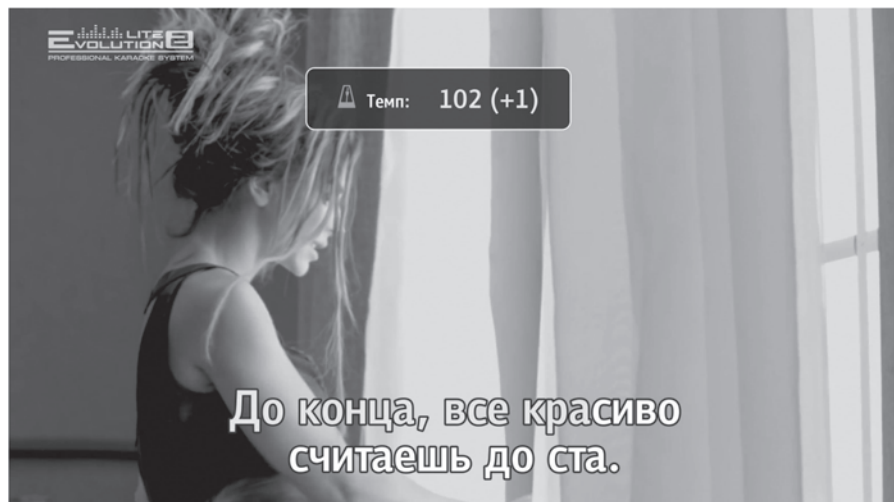 EVOLUTION LITE 2
PROFESSIONAL KARAOKE SYSTEM
Темп: 102 (+1)
До конца, все красиво
считаешь до ста.